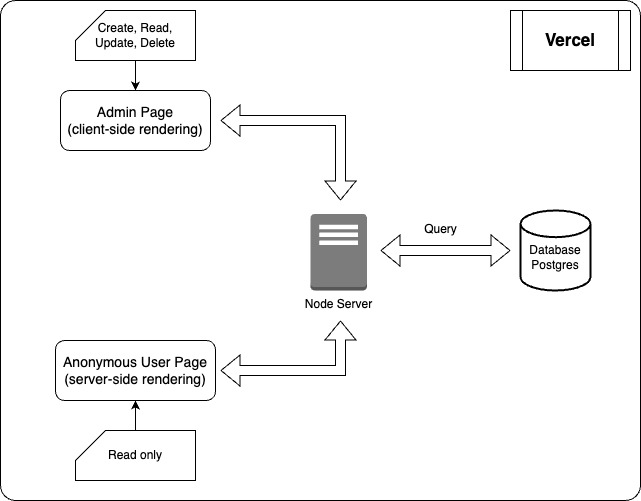 Create, Read,
Update, Delete
Vercel
Admin Page
(client-side rendering)
Query
Database
Postgres
Node Server
Anonymous User Page
(server-side rendering)
Read only